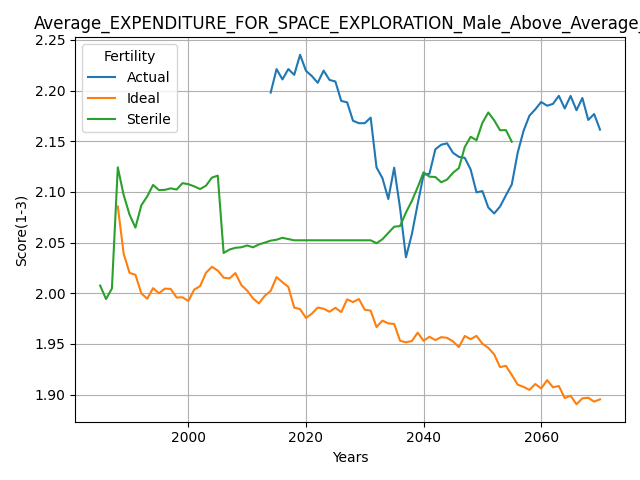 Average_EXPENDITURE_FOR_SPACE_EXPLORATION_Male_Above_Average_
2.25
2.20
2.15
2.10
2.05
2.00
1.95
1.90
Score(1-3)
Fertility
Actual
Ideal
Sterile
2000 2020 2040 2060
Years